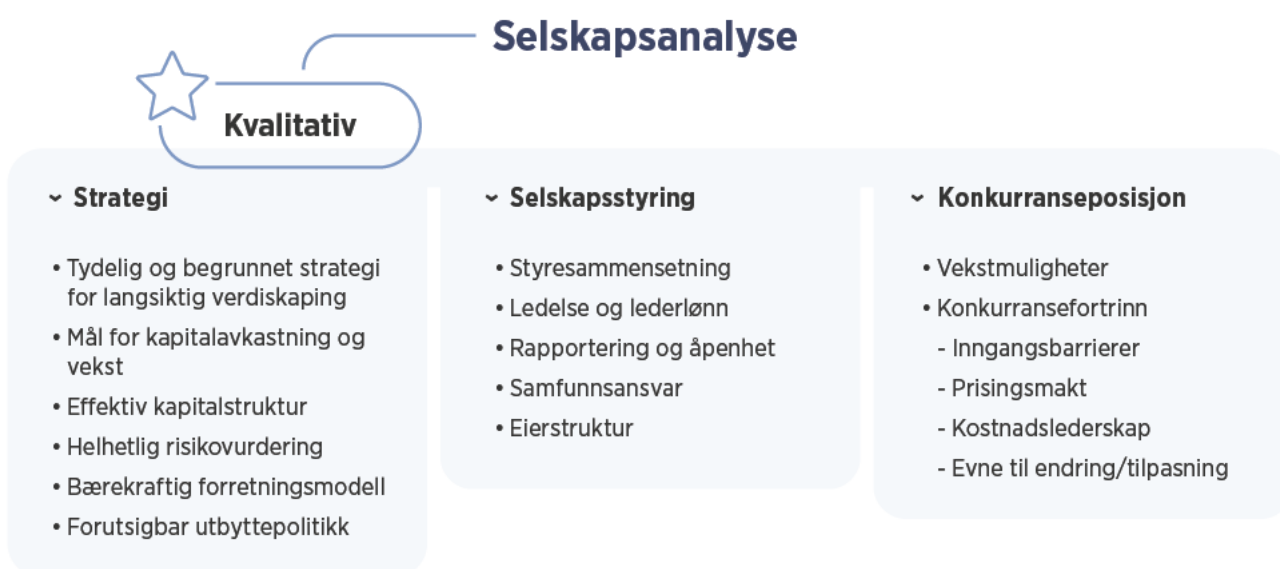 Selskapsanalyse
Kvalitativ
Strategi
• Tydelig og begrunnet strategi
for langsiktig verdiskaping
• Mål for kapitalavkastning og
vekst
• Effektiv kapitalstruktur
• Helhetlig risikovurdering
• Bærekraftig forretningsmodell
• Forutsigbar utbyttepolitikk
Selskapsstyring
• Styresammensetning
• Ledelse og lederlønn
• Rapportering og åpenhet
• Samfunnsansvar
• Eierstruktur
Konkurranseposisjon
• Vekstmuligheter
• Konkurransefortrinn
- Inngangsbarrierer
- Prisingsmakt
- Kostnadslederskap
- Evne til endring/tilpasning